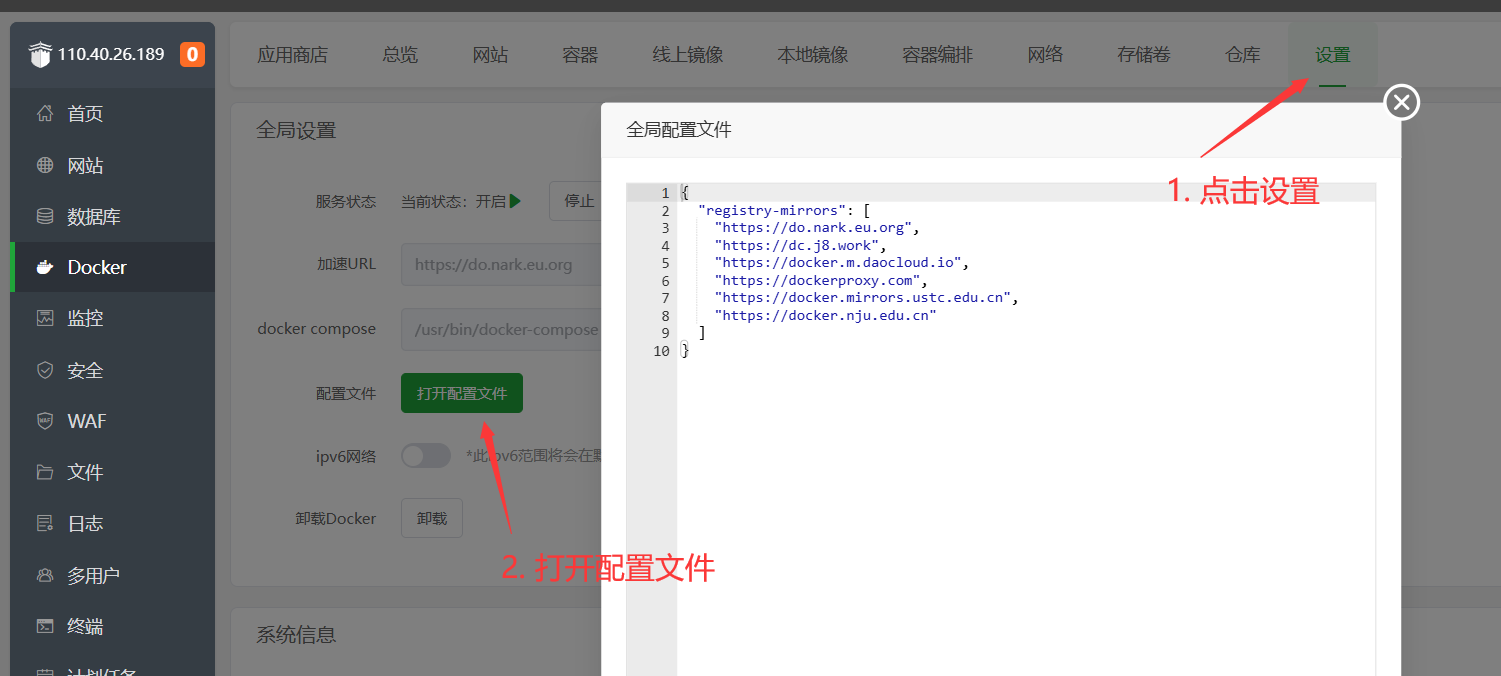 110.40.26.189 0
首页
网站
数据库
Docker
监控
安全
WAF
文件
日志
多用户
终端
计划任务
应用商店 总览 网站 容器 线上镜像 本地镜像 容器编排 网络 存储卷 仓库 设置
全局设置
服务状态 当前状态：开启 停止
加速URL https://do.nark.eu.org
docker compose /usr/bin/docker-compose
配置文件 打开配置文件
ipv6网络 *此ipv6范围将会在默
卸载Docker 卸载
系统信息
全局配置文件
1 {
2 "registry-mirrors": [
3 "https://do.nark.eu.org",
4 "https://dc.j8.work",
5 "https://docker.m.daocloud.io",
6 "https://dockerproxy.com",
7 "https://docker.mirrors.ustc.edu.cn",
8 "https://docker.nju.edu.cn"
9 ]
10 }
1. 点击设置
2. 打开配置文件